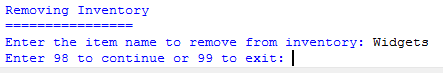 Removing Inventory
================
Enter the item name to remove from inventory: Widgets
Enter 98 to continue or 99 to exit: